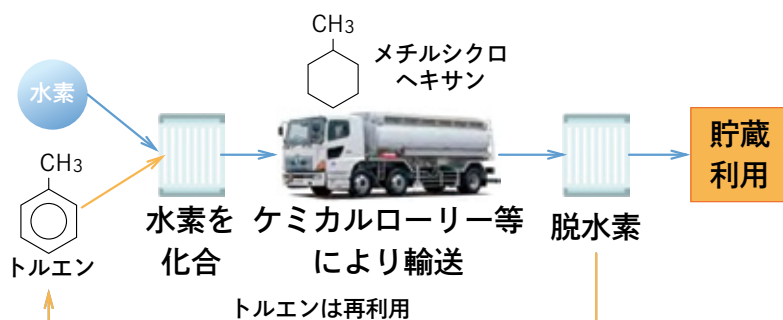 CH3
メチルシクロ
ヘキサン
水素
CH3
トルエン
水素を
化合
ケミカルローリー等
により輸送
脱水素
貯蔵
利用
トルエンは再利用